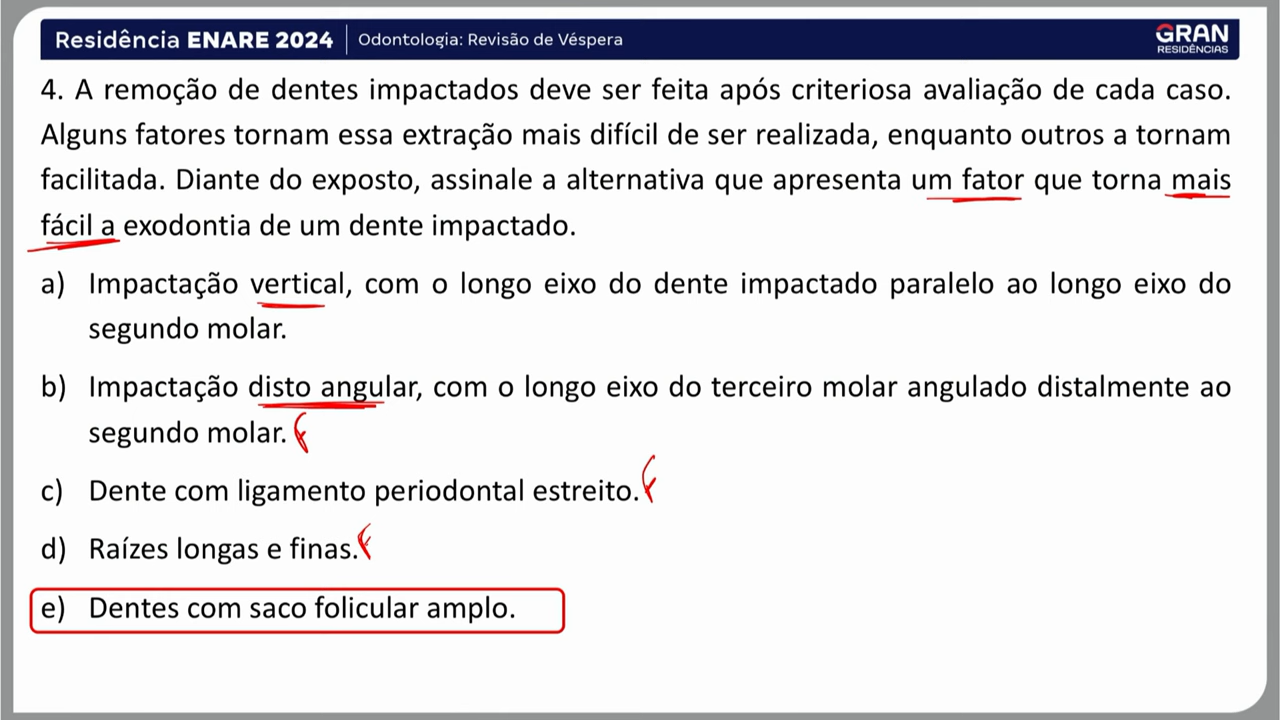 Residência ENARE 2024 | Odontologia: Revisão de Véspera
GRAN
RESIDÊNCIAS
4. A remoção de dentes impactados deve ser feita após criteriosa avaliação de cada caso.
Alguns fatores tornam essa extração mais difícil de ser realizada, enquanto outros a tornam
facilitada. Diante do exposto, assinale a alternativa que apresenta um fator que torna mais
fácil a exodontia de um dente impactado.
a) Impactação vertical, com o longo eixo do dente impactado paralelo ao longo eixo do
segundo molar.
b) Impactação disto angular, com o longo eixo do terceiro molar angulado distalmente ao
segundo molar.
c) Dente com ligamento periodontal estreito.
d) Raízes longas e finas.
e) Dentes com saco folicular amplo.